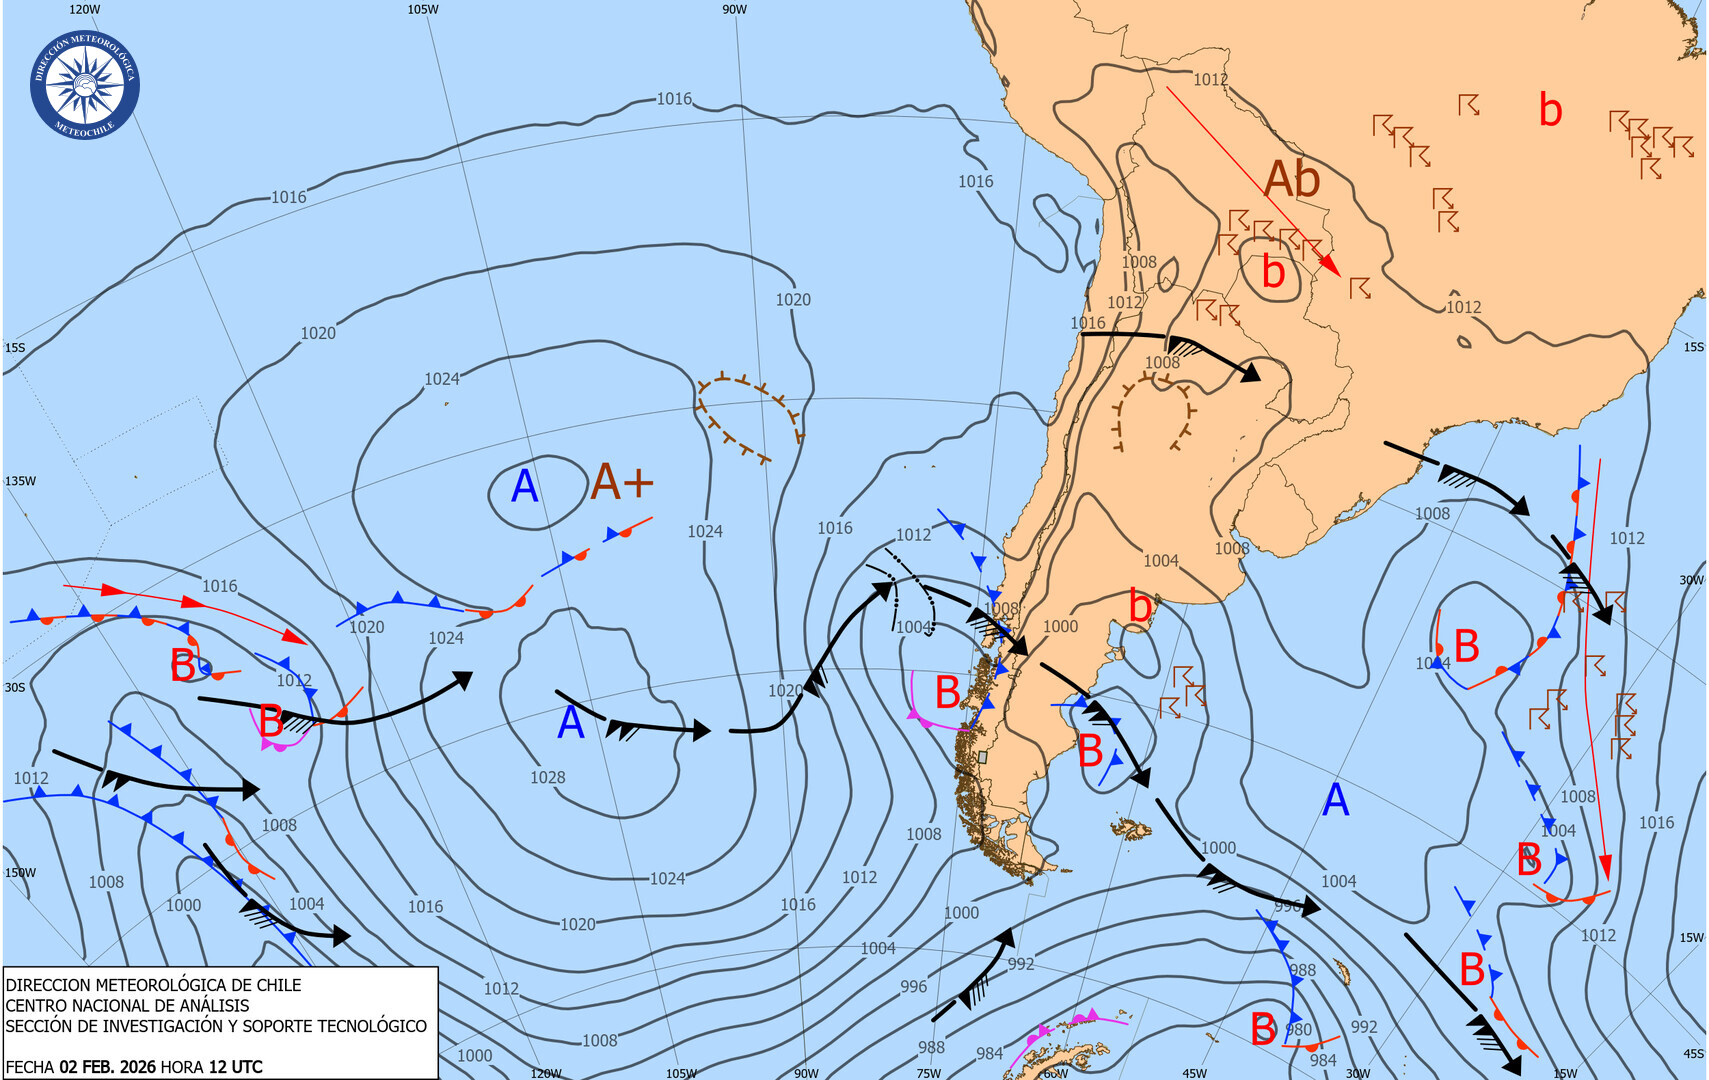 120W 105W 90W
DIRECCIÓN METEOROLÓGICA
METEOCHILE
1012
1016
b
Ab
1016
1016
1008
b
1020
1012
1012
1016
1020
15S 15S
1008
1024
A A+
135W
1008
1016
1024
1012
1004
1012
1008
30W
1016
1008
b
1020
1004
1000
1024
B
B
1004
30S
1012
B
1020
B
A
B
1028
1012
1008
A
1008
1008
1004
1016
1000
B
150W
1008
1024
1012
1004
996
1000
1004
1016
1016
1000
1020
15W
1012
1004
992
B
988
996
1012
B
980
992
1008
988
984
984
1000
45S
120W 105W 90W 75W 60W 45W 30W 15W
DIRECCION METEOROLÓGICA DE CHILE
CENTRO NACIONAL DE ANÁLISIS
SECCIÓN DE INVESTIGACIÓN Y SOPORTE TECNOLÓGICO
FECHA 02 FEB. 2026 HORA 12 UTC